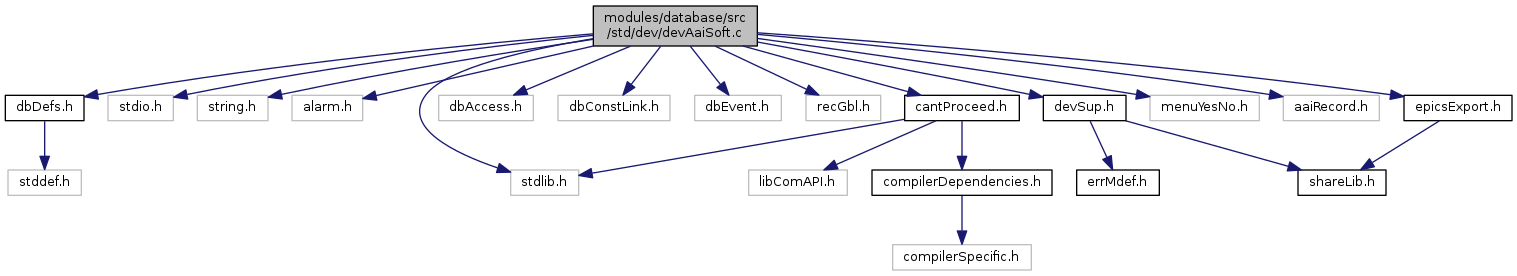 modules/database/src
/std/dev/devAaiSoft.c
dbDefs.h
stdio.h
string.h
alarm.h
dbAccess.h
dbConstLink.h
dbEvent.h
recGbl.h
cantProceed.h
devSup.h
menuYesNo.h
aaiRecord.h
epicsExport.h
stddef.h
stdlib.h
libComAPI.h
compilerDependencies.h
errMdef.h
shareLib.h
compilerSpecific.h